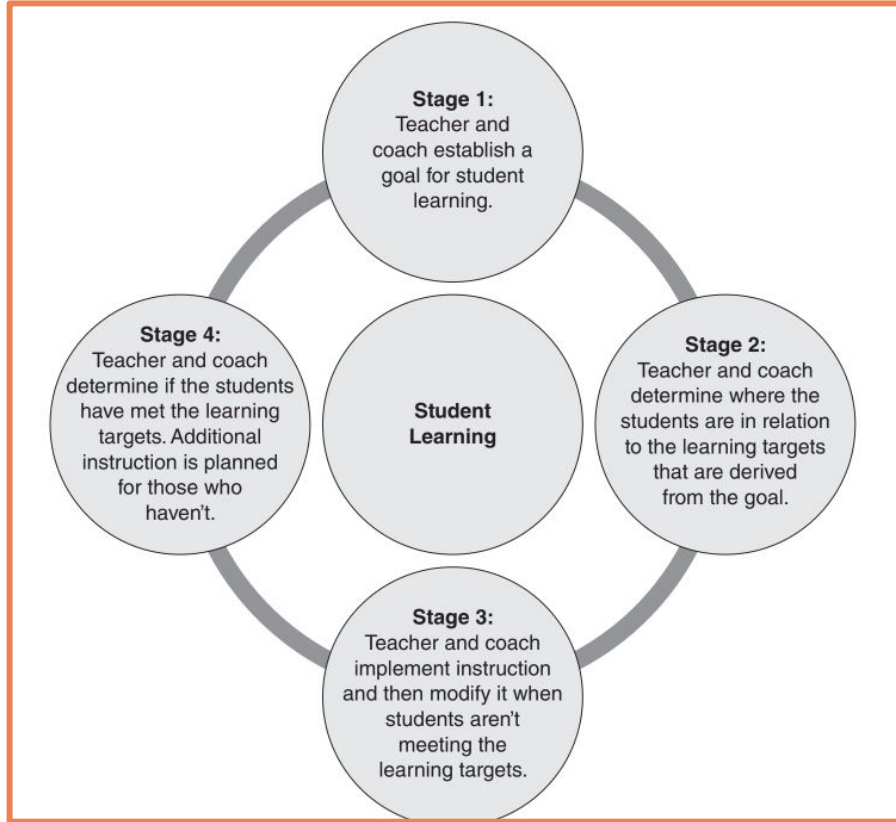 Stage 1:
Teacher and
coach establish a
goal for student
learning.
Stage 4:
Teacher and coach
determine if the students
have met the learning
targets. Additional
instruction is planned
for those who
haven't.
Student
Learning
Stage 2:
Teacher and coach
determine where the
students are in relation
to the learning targets
that are derived
from the goal.
Stage 3:
Teacher and coach
implement instruction
and then modify it when
students aren't
meeting the
learning targets.